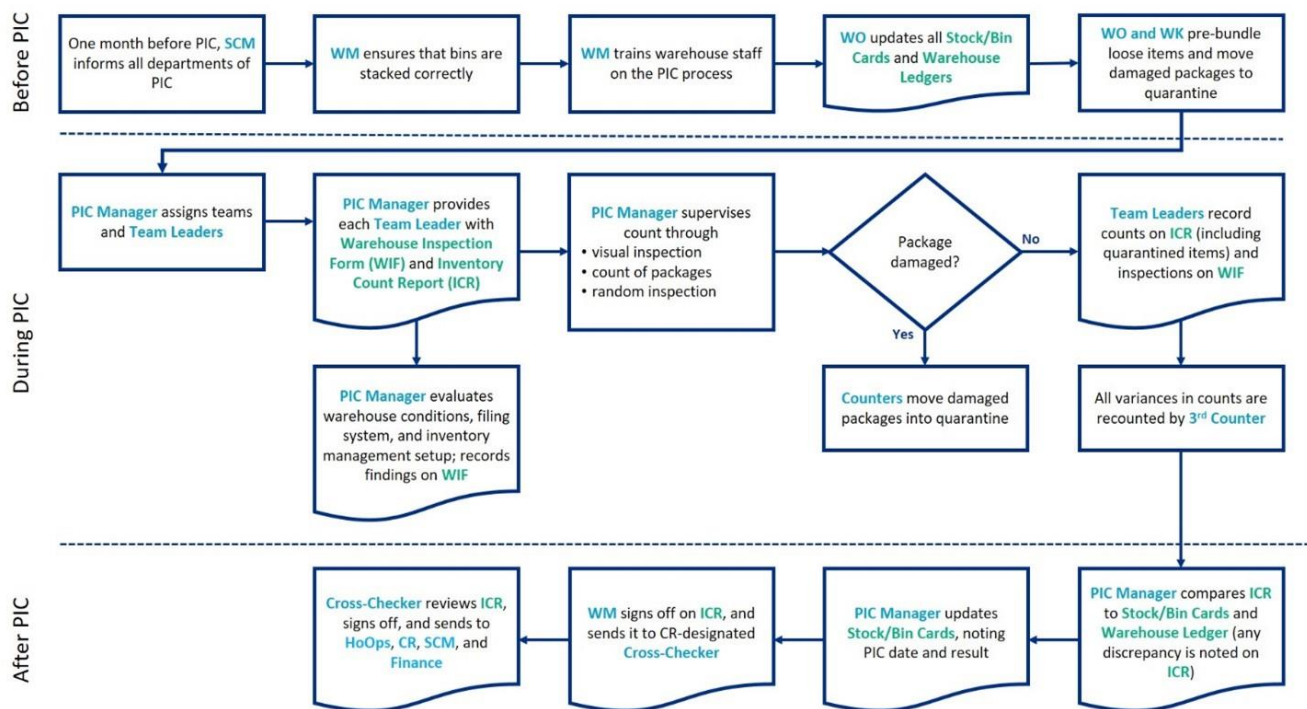 Before PIC
One month before PIC, SCM
informs all departments of
PIC
WM ensures that bins are
stacked correctly
WM trains warehouse staff
on the PIC process
WO updates all Stock/Bin
Cards and Warehouse
Ledgers
WO and WK pre-bundle
loose items and move
damaged packages to
quarantine
During PIC
PIC Manager assigns teams
and Team Leaders
PIC Manager provides
each Team Leader with
Warehouse Inspection
Form (WIF) and Inventory
Count Report (ICR)
PIC Manager supervises
count through
• visual inspection
• count of packages
• random inspection
Package
damaged?
No
Yes
Team Leaders record
counts on ICR (including
quarantined items) and
inspections on WIF
PIC Manager evaluates
warehouse conditions, filing
system, and inventory
management setup; records
findings on WIF
Counters move damaged
packages into quarantine
All variances in counts are
recounted by 3rd Counter
After PIC
Cross-Checker reviews ICR,
signs off, and sends to
HoOps, CR, SCM, and
Finance
WM signs off on ICR, and
sends it to CR-designated
Cross-Checker
PIC Manager updates
Stock/Bin Cards, noting
PIC date and result
PIC Manager compares ICR
to Stock/Bin Cards and
Warehouse Ledger (any
discrepancy is noted on
ICR)